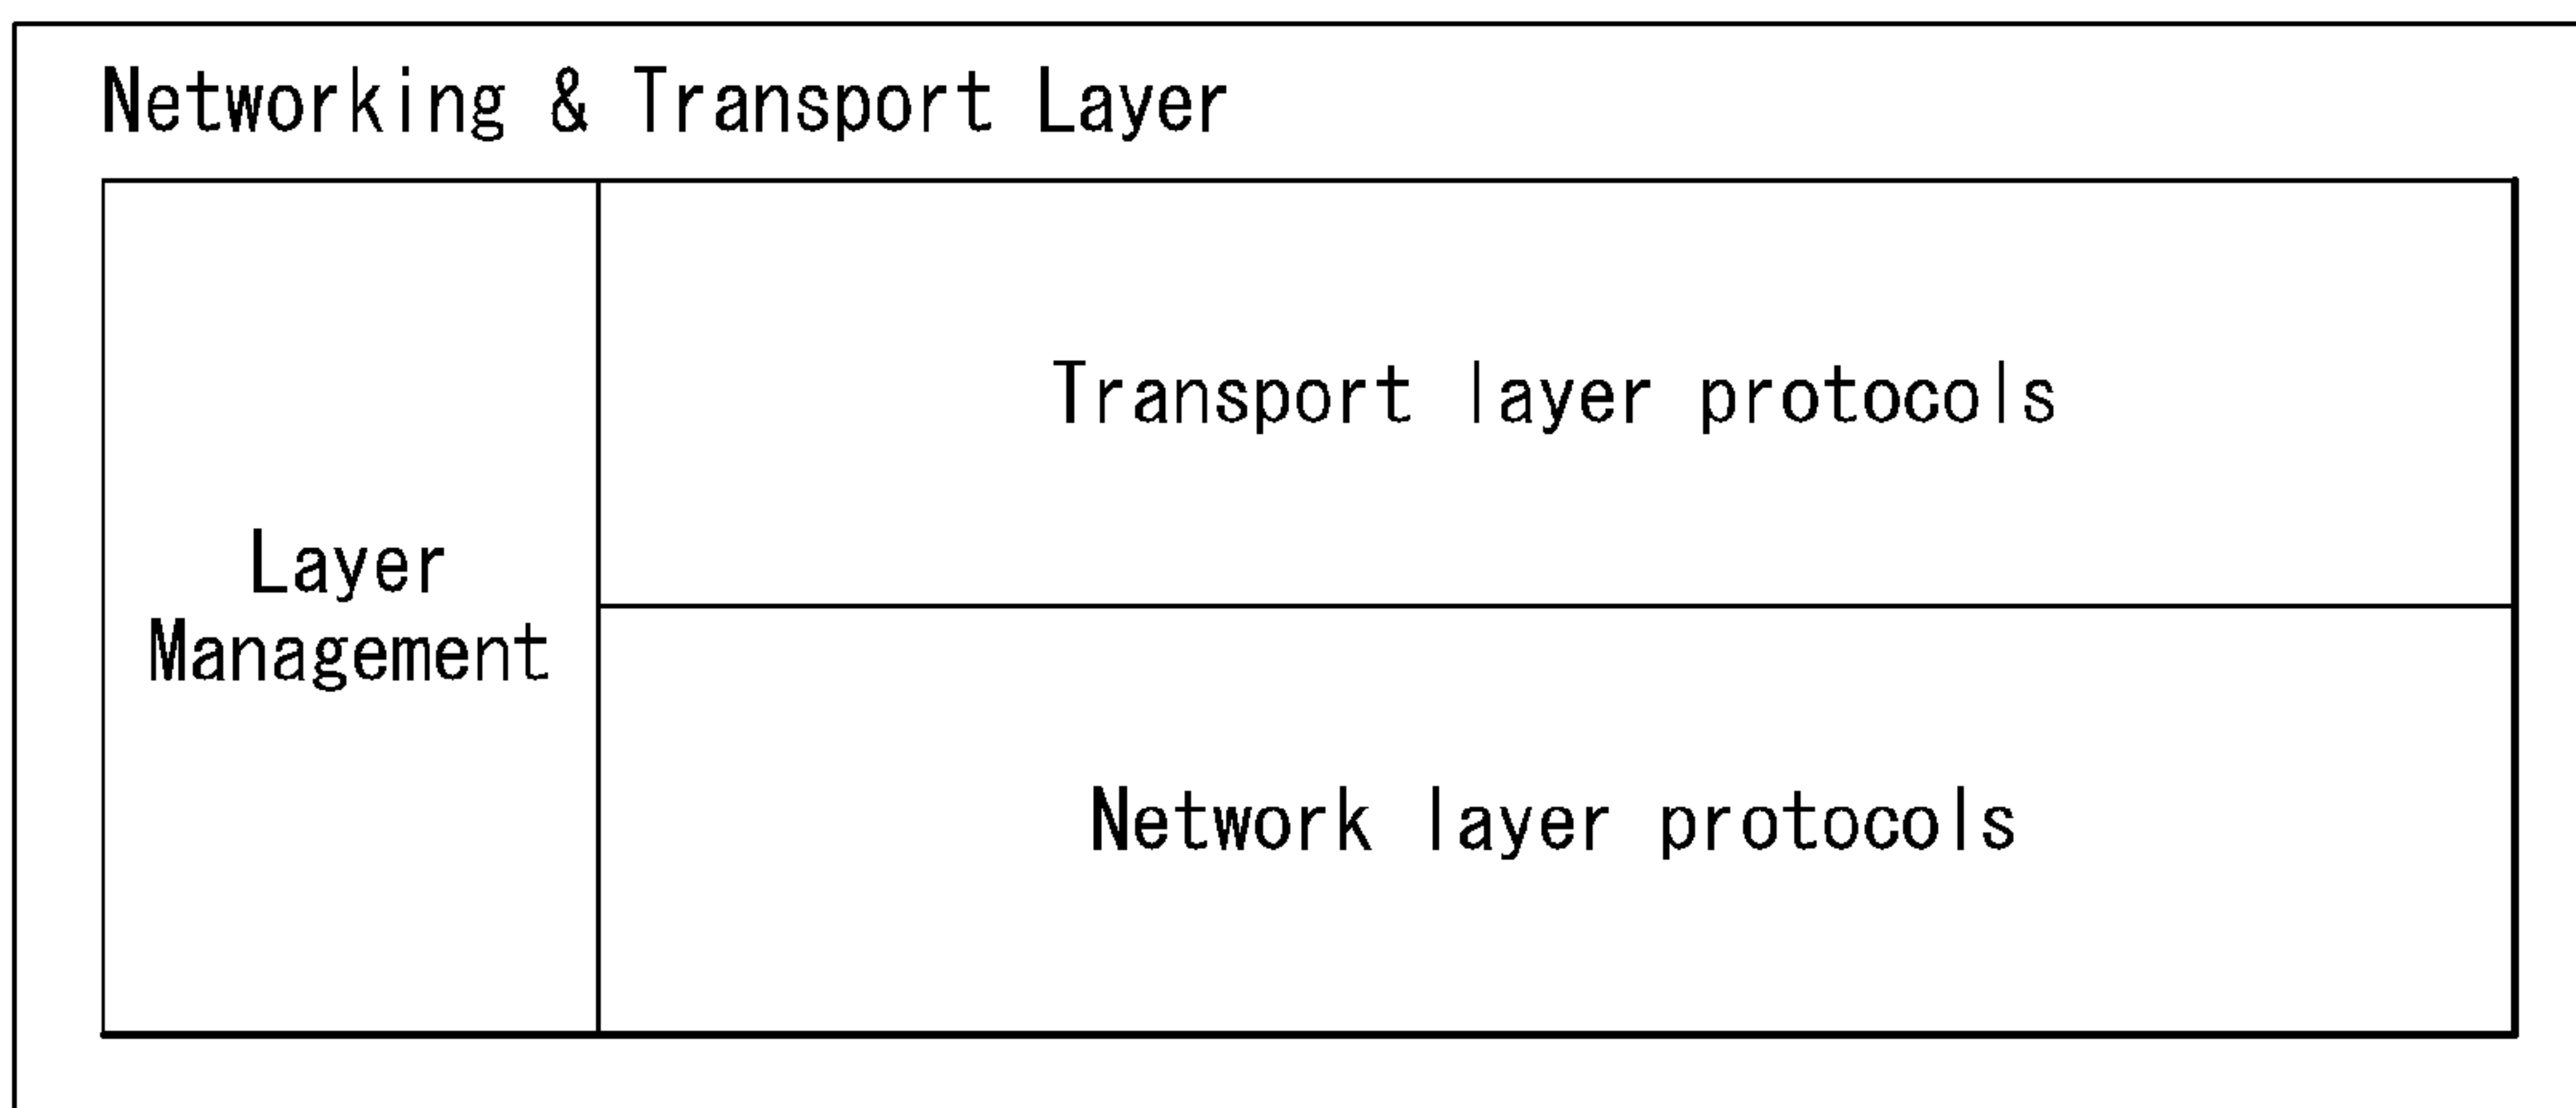 Networking & Transport Layer
Layer
Management
Transport layer protocols
Network layer protocols